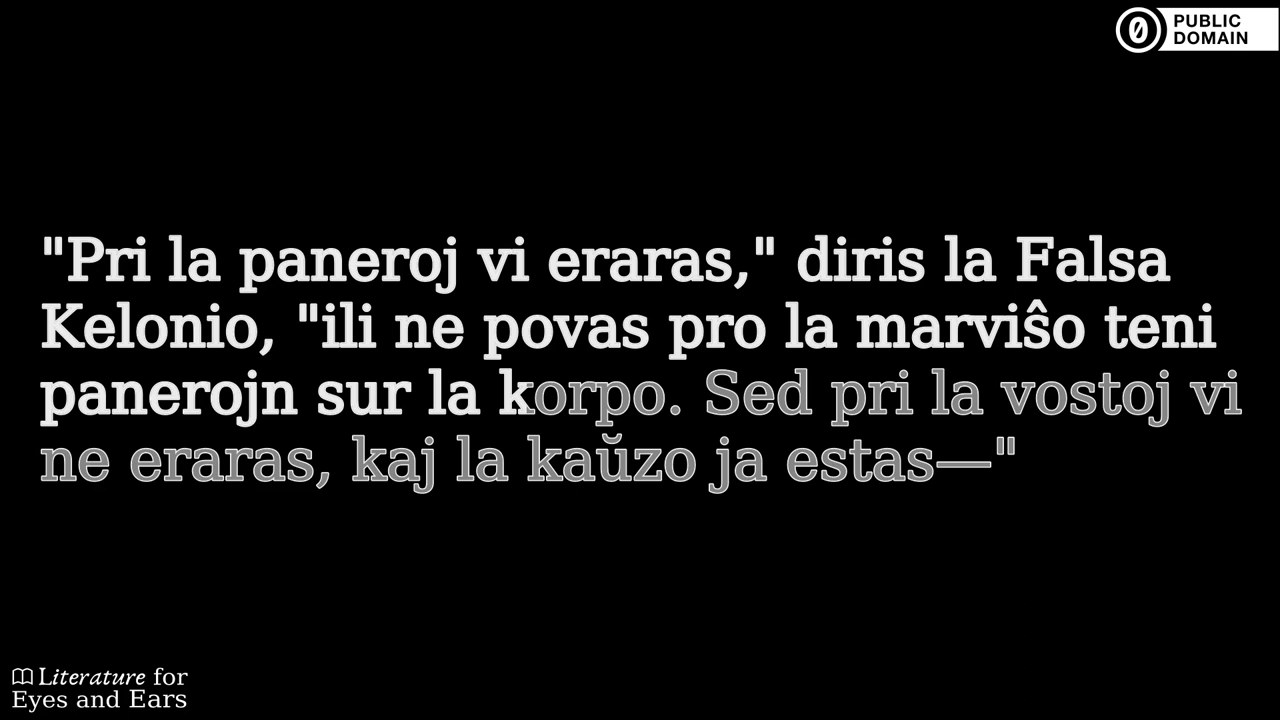 PUBLIC
DOMAIN
"Pri la paneroj vi eraras," diris la Falsa
Kelonio, "ili ne povas pro la marviŝo teni
panerojn sur la korpo. Sed pri la vostoj vi
ne eraras, kaj la kaŭzo ja estas—"
Literature for
Eyes and Ears